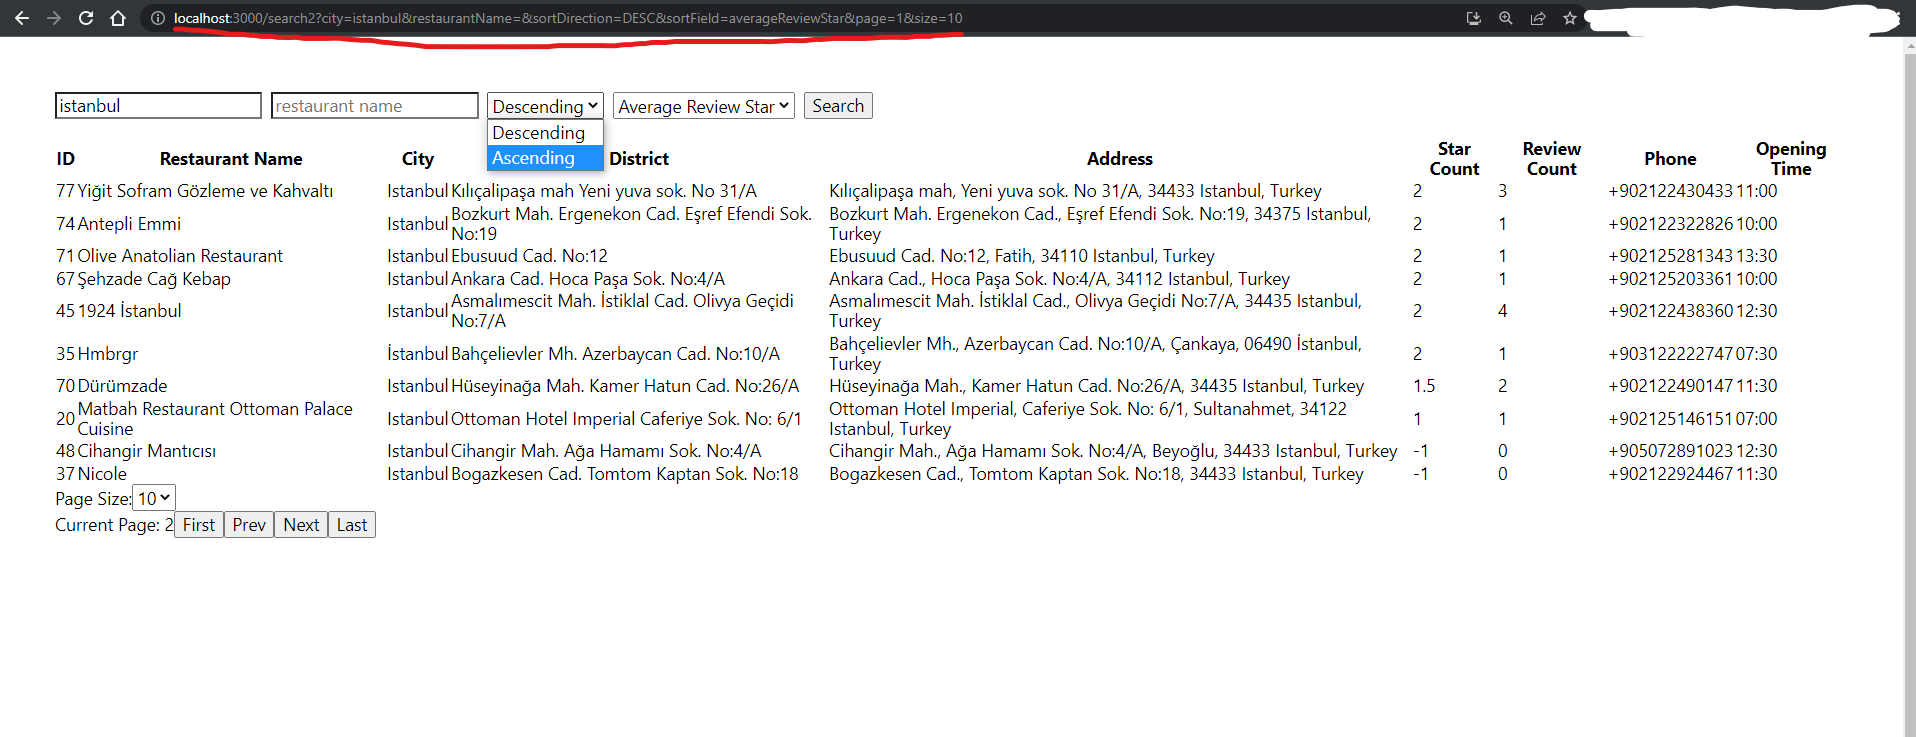 localhost:3000/search2?city=istanbul&restaurantName=&sortDirection=DESC&sortField=averageReviewStar&page=1&size=10
istanbul restaurant name Descending Average Review Star Search
Descending
Ascending
ID Restaurant Name City District Address Star Count Review Count Phone Opening Time
77 Yiğit Sofram Gözleme ve Kahvaltı Istanbul Kılıçalipaşa mah Yeni yuva sok. No 31/A Kılıçalipaşa mah, Yeni yuva sok. No 31/A, 34433 Istanbul, Turkey 2 3 +902122430433 11:00
74 Antepli Emmi Istanbul Bozkurt Mah. Ergenekon Cad. Eşref Efendi Sok. No:19 Bozkurt Mah. Ergenekon Cad., Eşref Efendi Sok. No:19, 34375 Istanbul, Turkey 2 1 +902122322826 10:00
71 Olive Anatolian Restaurant Istanbul Ebusuud Cad. No:12 Ebusuud Cad. No:12, Fatih, 34110 Istanbul, Turkey 2 1 +902125281343 13:30
67 Şehzade Cağ Kebap Istanbul Ankara Cad. Hoca Paşa Sok. No:4/A Ankara Cad., Hoca Paşa Sok. No:4/A, 34112 Istanbul, Turkey 2 1 +902125203361 10:00
45 1924 İstanbul Istanbul Asmalımescit Mah. İstiklal Cad. Olivya Geçidi No:7/A Asmalımescit Mah. İstiklal Cad., Olivya Geçidi No:7/A, 34435 Istanbul, Turkey 2 4 +902122438360 12:30
35 Hmbrgr İstanbul Bahçelievler Mh. Azerbaycan Cad. No:10/A Bahçelievler Mh., Azerbaycan Cad. No:10/A, Çankaya, 06490 İstanbul, Turkey 2 1 +903122222747 07:30
70 Dürümzade Istanbul Hüseyinağa Mah. Kamer Hatun Cad. No:26/A Hüseyinağa Mah., Kamer Hatun Cad. No:26/A, 34435 Istanbul, Turkey 1.5 2 +902122490147 11:30
20 Matbah Restaurant Ottoman Palace Cuisine Istanbul Ottoman Hotel Imperial Caferiye Sok. No: 6/1 Ottoman Hotel Imperial, Caferiye Sok. No: 6/1, Sultanahmet, 34122 Istanbul, Turkey 1 1 +902125146151 07:00
48 Cihangir Mantıcısı Istanbul Cihangir Mah. Ağa Hamamı Sok. No:4/A Cihangir Mah., Ağa Hamamı Sok. No:4/A, Beyoğlu, 34433 Istanbul, Turkey -1 0 +905072891023 12:30
37 Nicole Istanbul Bogazkesen Cad. Tomtom Kaptan Sok. No:18 Bogazkesen Cad., Tomtom Kaptan Sok. No:18, 34433 Istanbul, Turkey -1 0 +902122924467 11:30
Page Size: 10
Current Page: 2 First Prev Next Last